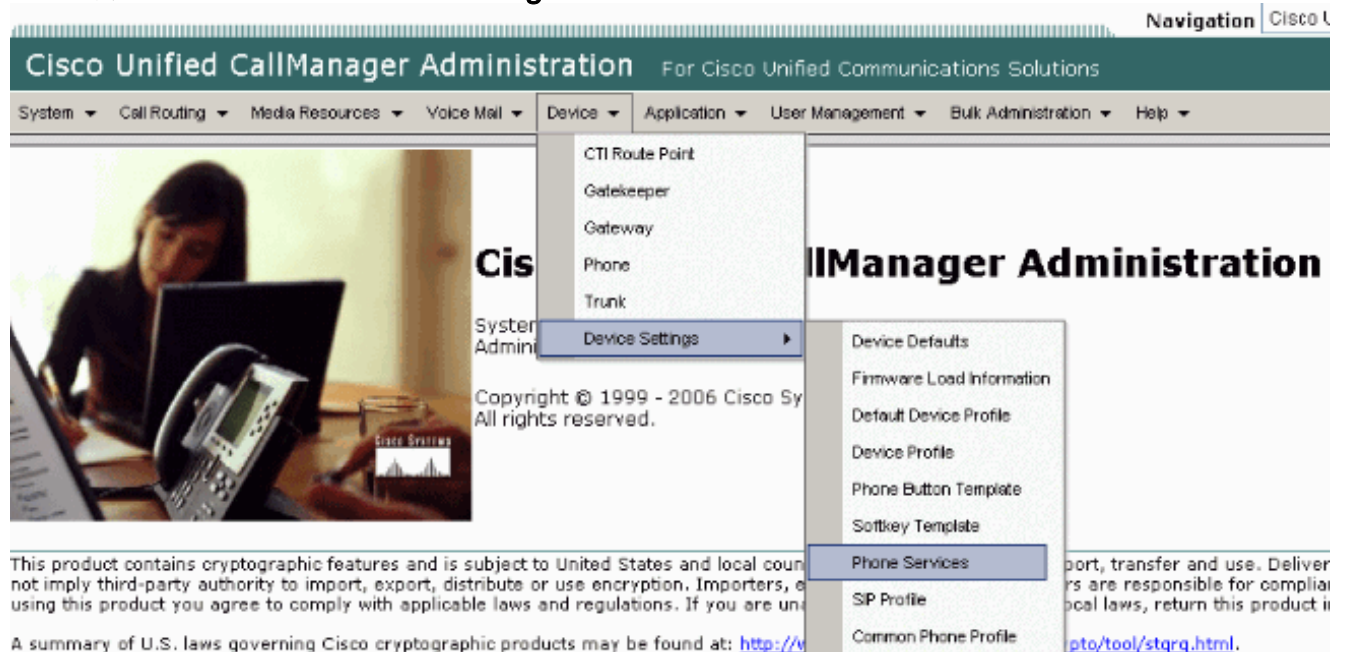 Navigation Cisco U
Cisco Unified CallManager Administration For Cisco Unified Communications Solutions
System Call Routing Media Resources Voice Mail Device Application User Management Bulk Administration Help
CTI Route Point
Gatekeeper
Gateway
Phone
Trunk
Device Settings
Device Defaults
Firmware Load Information
Default Device Profile
Device Profile
Phone Button Template
Softkey Template
Phone Services
SIP Profile
Common Phone Profile
Cis llManager Administration
System
Admini
Copyright © 1999 - 2006 Cisco Sy
All rights reserved.
Cisco Systems
This product contains cryptographic features and is subject to United States and local coun port, transfer and use. Deliver
not imply third-party authority to import, export, distribute or use encryption. Importers, e rs are responsible for complian
using this product you agree to comply with applicable laws and regulations. If you are una ocal laws, return this product i
A summary of U.S. laws governing Cisco cryptographic products may be found at: http://w pto/tool/stqrg.html.